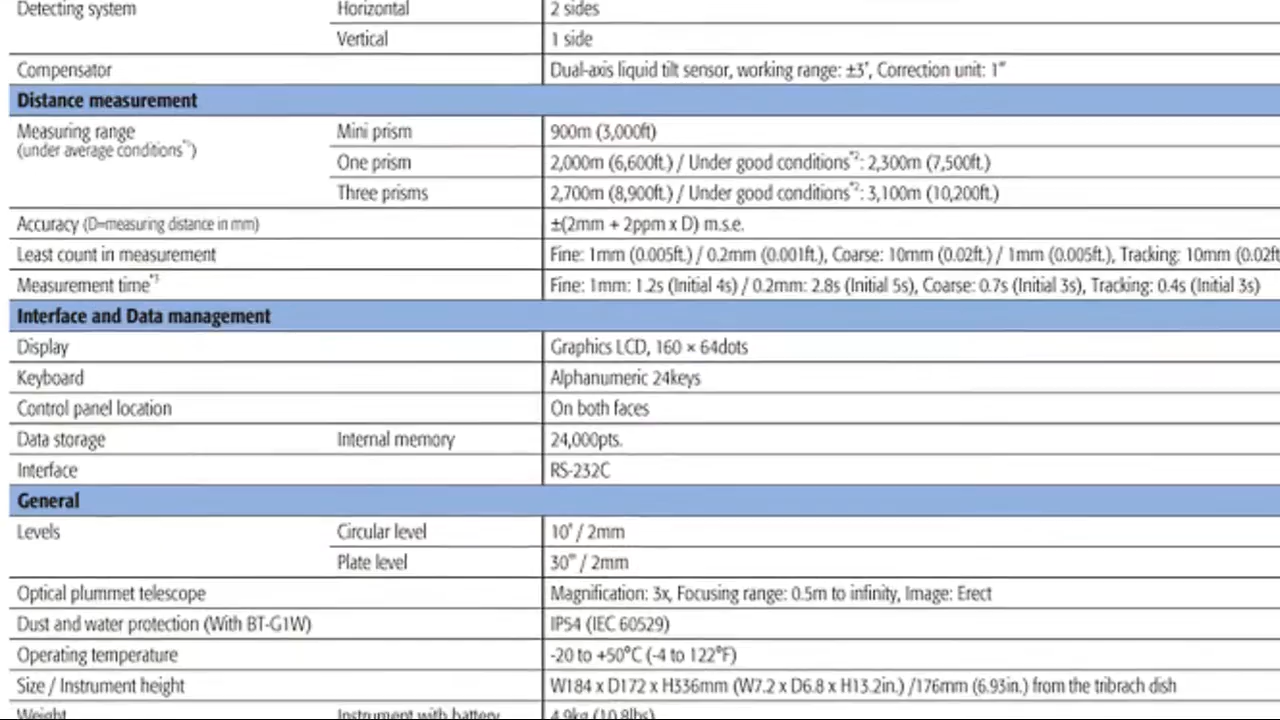 Detecting system Horizontal 2 sides
Vertical 1 side
Compensator Dual-axis liquid tilt sensor, working range: ±3', Correction unit: 1"
Distance measurement
Measuring range Mini prism 900m (3,000ft)
(under average conditions*1)
One prism 2,000m (6,600ft.) / Under good conditions*2: 2,300m (7,500ft.)
Three prisms 2,700m (8,900ft.) / Under good conditions*2: 3,100m (10,200ft.)
Accuracy (D=measuring distance in mm) ±(2mm + 2ppm x D) m.s.e.
Least count in measurement Fine: 1mm (0.005ft.) / 0.2mm (0.001ft.), Coarse: 10mm (0.02ft.) / 1mm (0.005ft.), Tracking: 10mm (0.02ft
Measurement time*3 Fine: 1mm: 1.2s (Initial 4s) / 0.2mm: 2.8s (Initial 5s), Coarse: 0.7s (Initial 3s), Tracking: 0.4s (Initial 3s)
Interface and Data management
Display Graphics LCD, 160 × 64dots
Keyboard Alphanumeric 24keys
Control panel location On both faces
Data storage Internal memory 24,000pts.
Interface RS-232C
General
Levels Circular level 10' / 2mm
Plate level 30" / 2mm
Optical plummet telescope Magnification: 3x, Focusing range: 0.5m to infinity, Image: Erect
Dust and water protection (With BT-G1W) IP54 (IEC 60529)
Operating temperature -20 to +50°C (-4 to 122°F)
Size / Instrument height W184 x D172 x H336mm (W7.2 x D6.8 x H13.2in.) /176mm (6.93in.) from the tribrach dish
Weight Instrument with battery 4.9kg (10.8lbs)